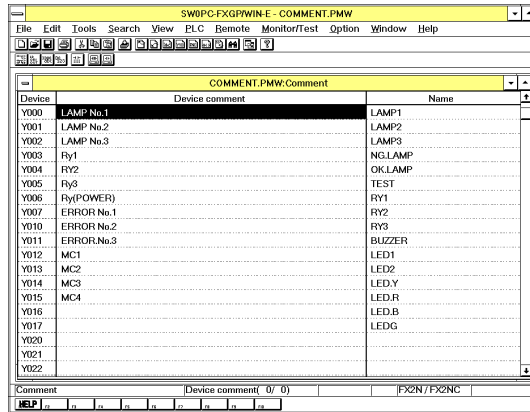 SW0PC-FXGP/WIN-E - COMMENT.PMW
File Edit Tools Search View PLC Remote Monitor/Test Option Window Help
COMMENT.PMW:Comment
Device Device comment Name
Y000 LAMP No.1 LAMP1
Y001 LAMP No.2 LAMP2
Y002 LAMP No.3 LAMP3
Y003 Ry1 NG.LAMP
Y004 RY2 OK.LAMP
Y005 Ry3 TEST
Y006 Ry(POWER) RY1
Y007 ERROR No.1 RY2
Y010 ERROR No.2 RY3
Y011 ERROR.No.3 BUZZER
Y012 MC1 LED1
Y013 MC2 LED2
Y014 MC3 LED.Y
Y015 MC4 LED.R
Y016 LED.B
Y017 LEDG
Y020
Y021
Y022
Comment Device comment( 0/ 0) FX2N / FX2NC
HELP